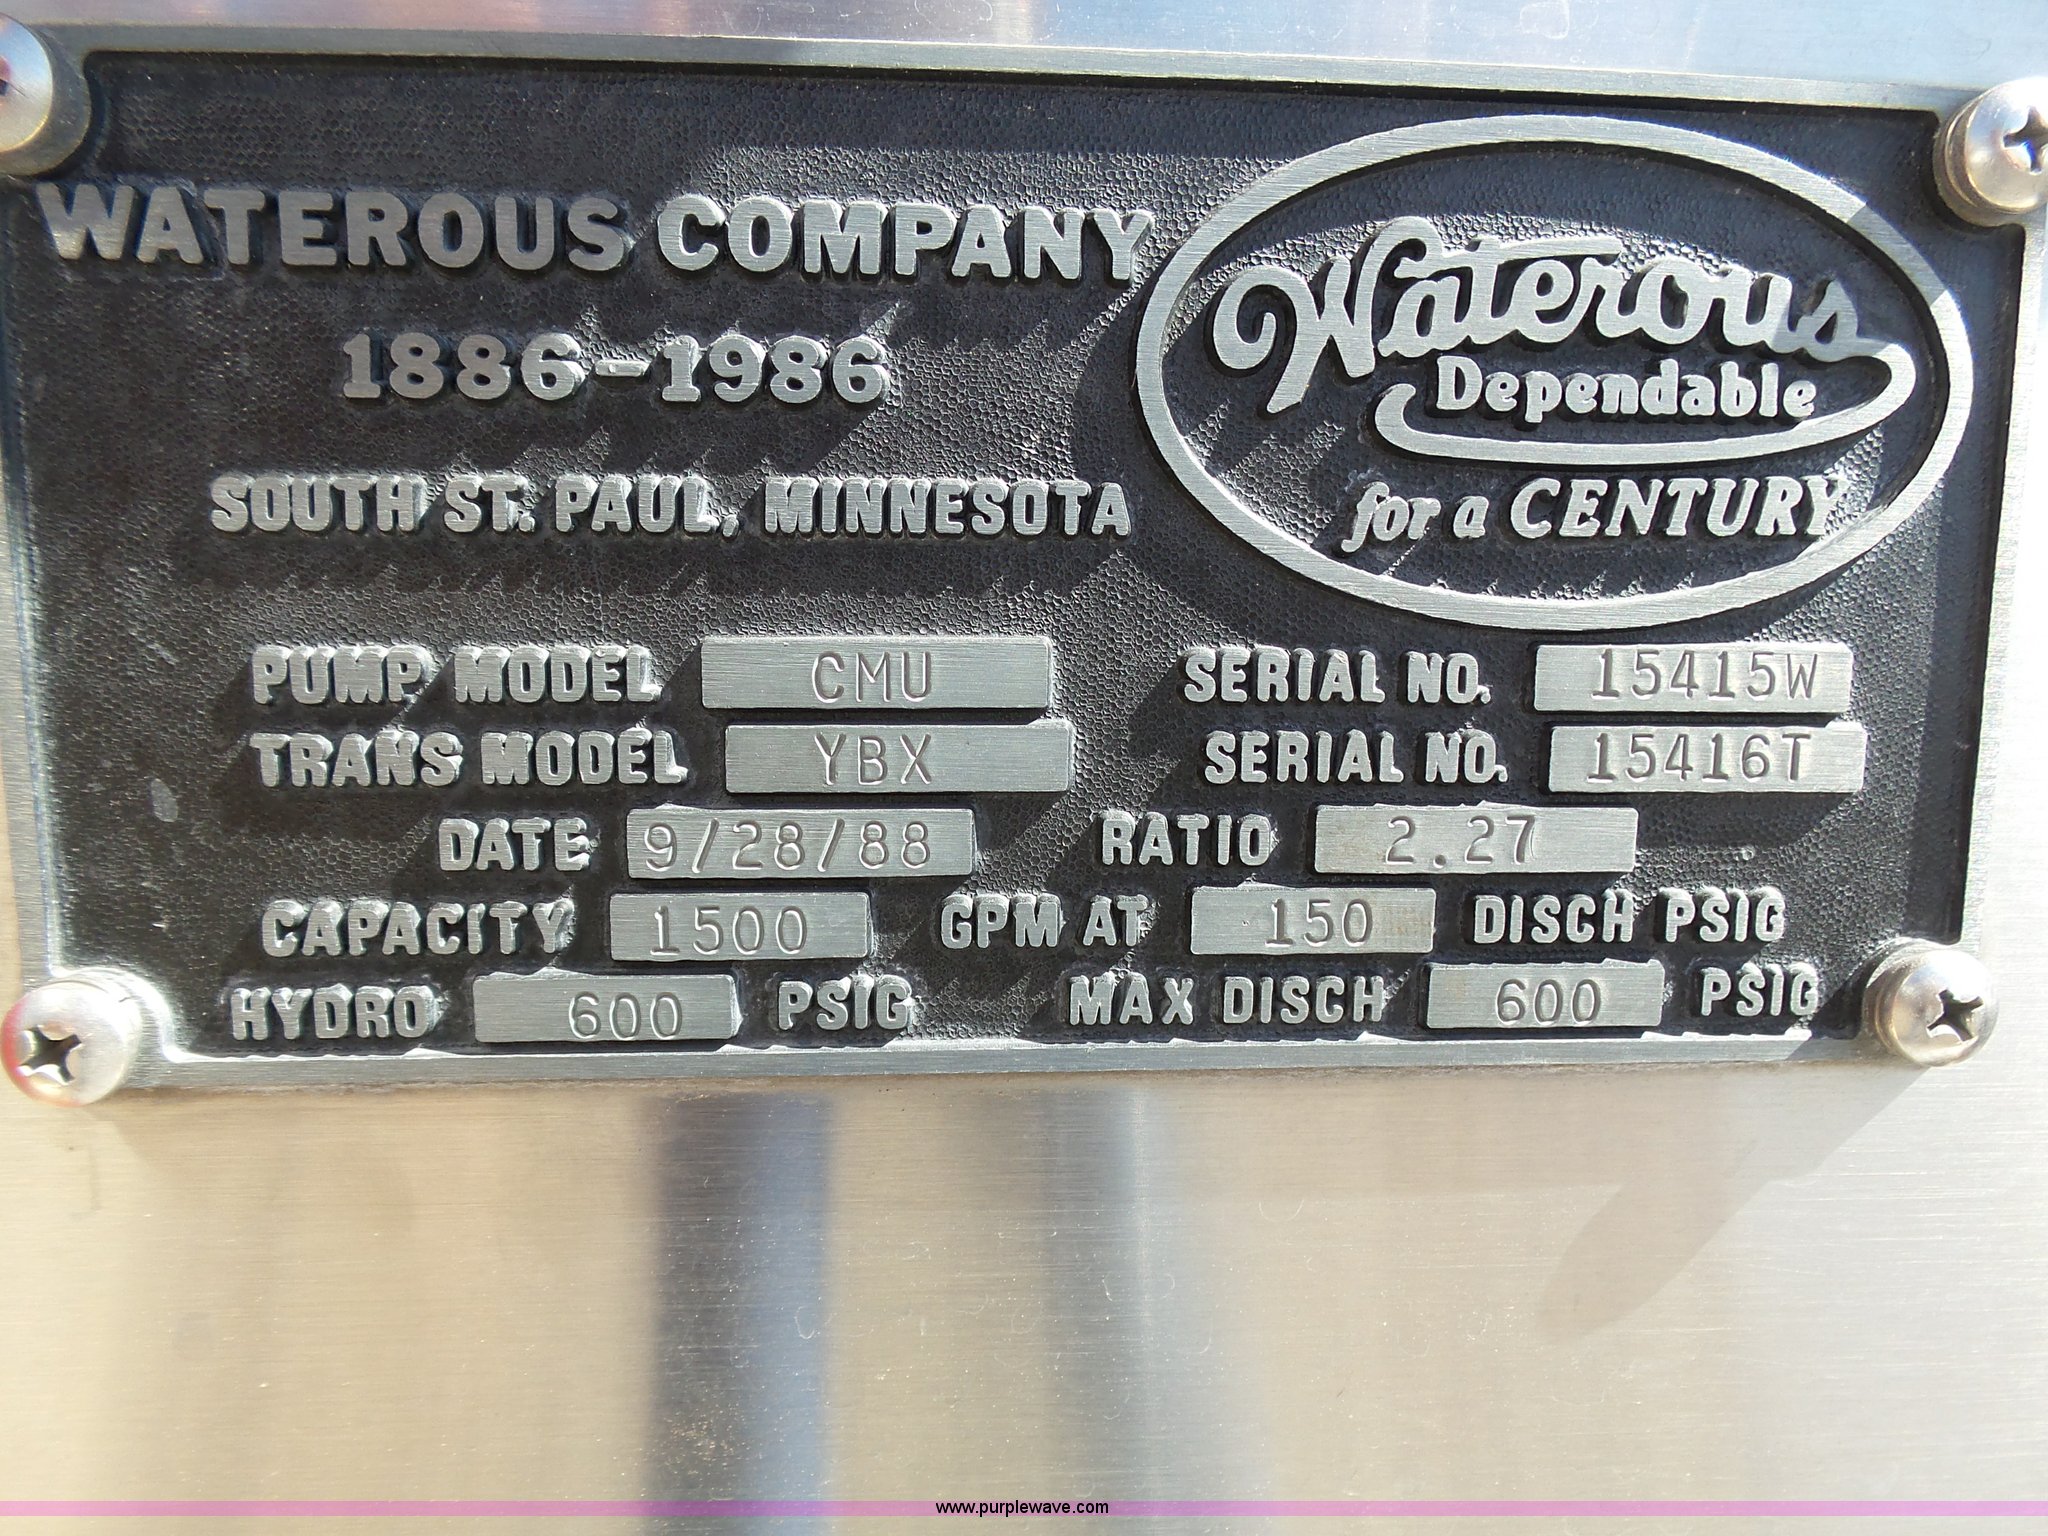 WATEROUS COMPANY
1886-1986
SOUTH ST. PAUL, MINNESOTA
Waterous
Dependable
for a CENTURY
PUMP MODEL CMU SERIAL NO. 15415W
TRANS MODEL YBX SERIAL NO. 15416T
DATE 9/28/88 RATIO 2.27
CAPACITY 1500 GPM AT 150 DISCH PSIG
HYDRO 600 PSIG MAX DISCH 600 PSIG
www.purplewave.com